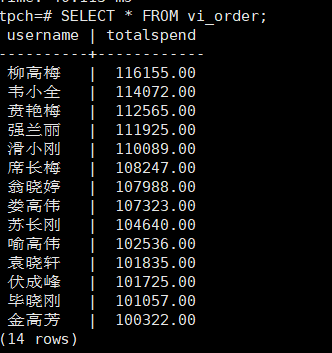 tpch=# SELECT * FROM vi_order;
username | totalspend
----------+------------
柳高梅 | 116155.00
韦小全 | 114072.00
贲艳梅 | 112565.00
强兰丽 | 111925.00
滑小刚 | 110089.00
席长梅 | 108247.00
翁晓婷 | 107988.00
娄高伟 | 107323.00
苏长刚 | 104640.00
喻高伟 | 102536.00
袁晓轩 | 101835.00
伏成峰 | 101725.00
毕晓刚 | 101057.00
金高芳 | 100322.00
(14 rows)